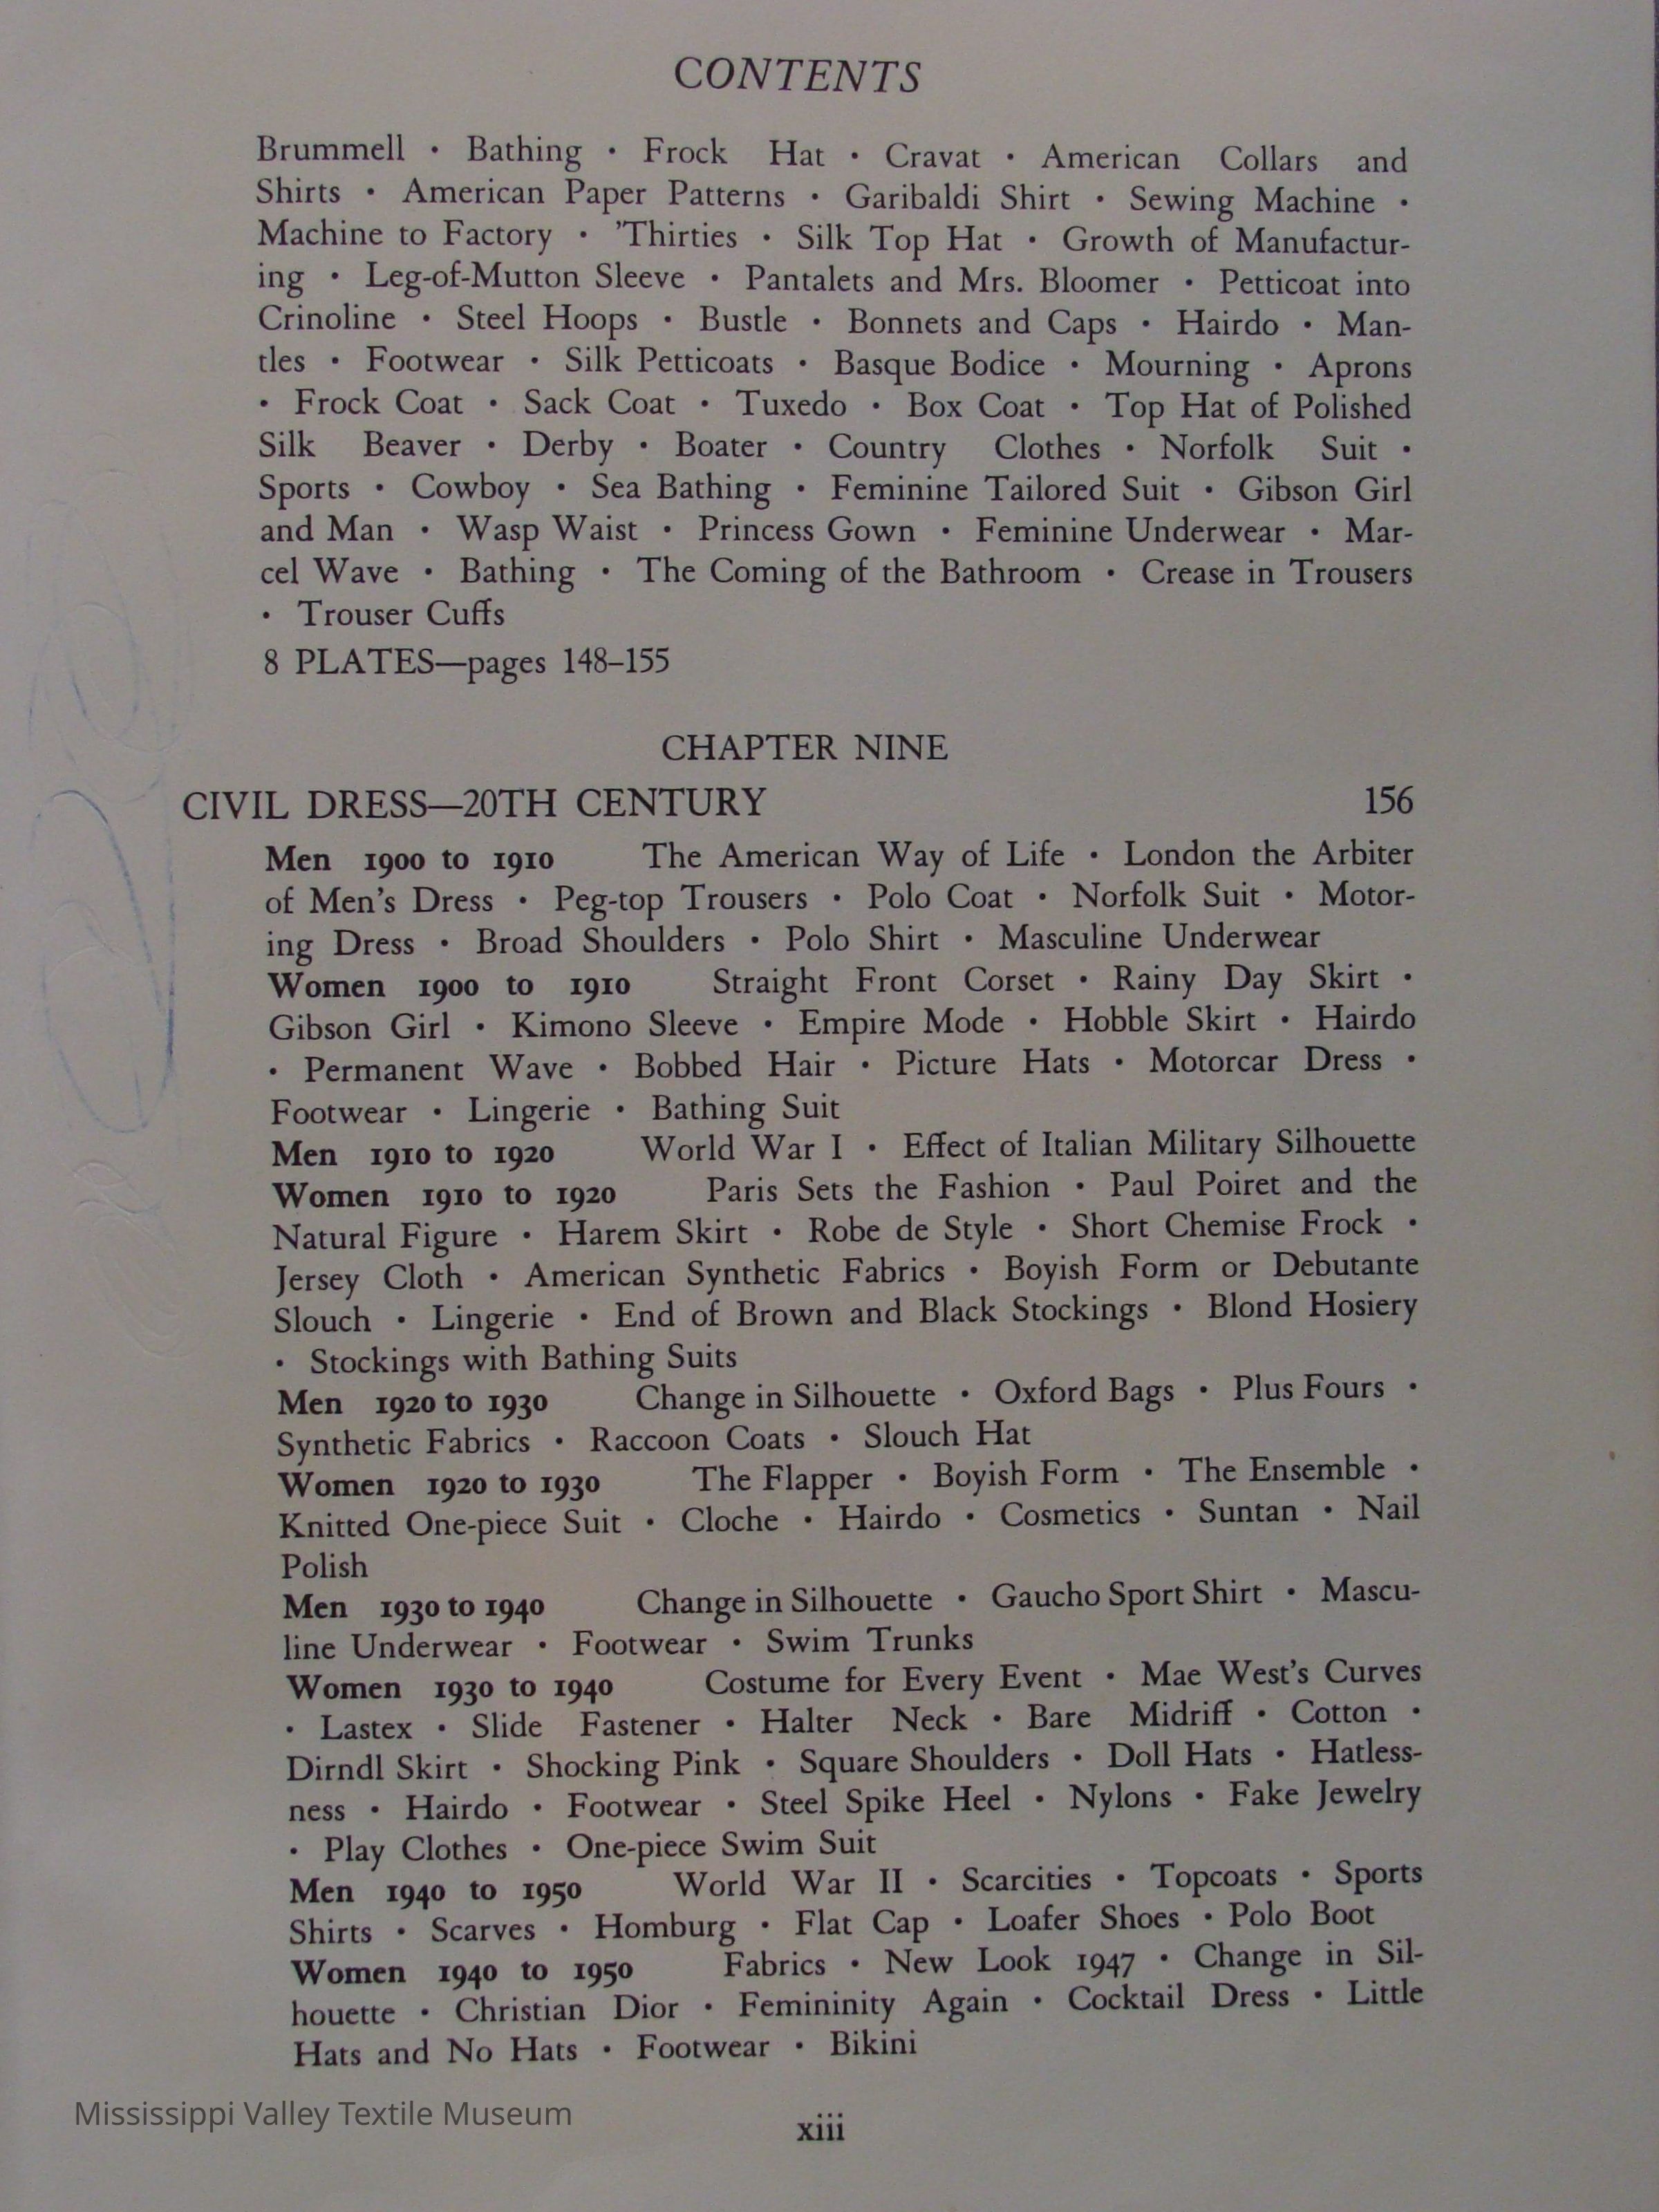 CONTENTS
Brummell · Bathing · Frock Hat · Cravat · American Collars and
Shirts · American Paper Patterns · Garibaldi Shirt · Sewing Machine ·
Machine to Factory · 'Thirties · Silk Top Hat · Growth of Manufactur-
ing · Leg-of-Mutton Sleeve · Pantalets and Mrs. Bloomer · Petticoat into
Crinoline · Steel Hoops · Bustle · Bonnets and Caps · Hairdo · Man-
tles · Footwear · Silk Petticoats · Basque Bodice · Mourning · Aprons
· Frock Coat · Sack Coat · Tuxedo · Box Coat · Top Hat of Polished
Silk Beaver · Derby · Boater · Country Clothes · Norfolk Suit ·
Sports · Cowboy · Sea Bathing · Feminine Tailored Suit · Gibson Girl
and Man · Wasp Waist · Princess Gown · Feminine Underwear · Mar-
cel Wave · Bathing · The Coming of the Bathroom · Crease in Trousers
· Trouser Cuffs
8 PLATES—pages 148–155
CHAPTER NINE
CIVIL DRESS—20TH CENTURY 156
Men 1900 to 1910 The American Way of Life · London the Arbiter
of Men's Dress · Peg-top Trousers · Polo Coat · Norfolk Suit · Motor-
ing Dress · Broad Shoulders · Polo Shirt · Masculine Underwear
Women 1900 to 1910 Straight Front Corset · Rainy Day Skirt ·
Gibson Girl · Kimono Sleeve · Empire Mode · Hobble Skirt · Hairdo
· Permanent Wave · Bobbed Hair · Picture Hats · Motorcar Dress ·
Footwear · Lingerie · Bathing Suit
Men 1910 to 1920 World War I · Effect of Italian Military Silhouette
Women 1910 to 1920 Paris Sets the Fashion · Paul Poiret and the
Natural Figure · Harem Skirt · Robe de Style · Short Chemise Frock ·
Jersey Cloth · American Synthetic Fabrics · Boyish Form or Debutante
Slouch · Lingerie · End of Brown and Black Stockings · Blond Hosiery
· Stockings with Bathing Suits
Men 1920 to 1930 Change in Silhouette · Oxford Bags · Plus Fours ·
Synthetic Fabrics · Raccoon Coats · Slouch Hat
Women 1920 to 1930 The Flapper · Boyish Form · The Ensemble ·
Knitted One-piece Suit · Cloche · Hairdo · Cosmetics · Suntan · Nail
Polish
Men 1930 to 1940 Change in Silhouette · Gaucho Sport Shirt · Mascu-
line Underwear · Footwear · Swim Trunks
Women 1930 to 1940 Costume for Every Event · Mae West's Curves
· Lastex · Slide Fastener · Halter Neck · Bare Midriff · Cotton ·
Dirndl Skirt · Shocking Pink · Square Shoulders · Doll Hats · Hatless-
ness · Hairdo · Footwear · Steel Spike Heel · Nylons · Fake Jewelry
· Play Clothes · One-piece Swim Suit
Men 1940 to 1950 World War II · Scarcities · Topcoats · Sports
Shirts · Scarves · Homburg · Flat Cap · Loafer Shoes · Polo Boot
Women 1940 to 1950 Fabrics · New Look 1947 · Change in Sil-
houette · Christian Dior · Femininity Again · Cocktail Dress · Little
Hats and No Hats · Footwear · Bikini
Mississippi Valley Textile Museum
xiii